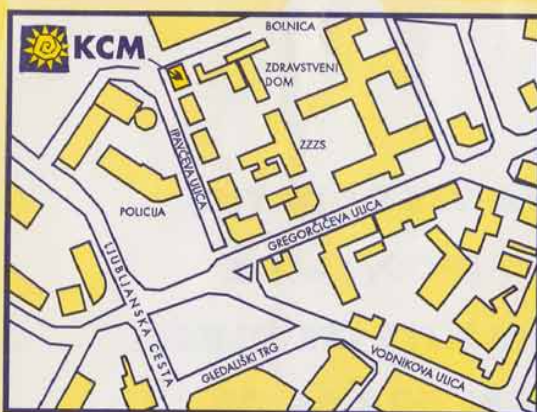 KCM
BOLNICA
ZDRAVSTVENI
DOM
ZZZS
IPAVČEVA ULICA
POLICIJA
GREGORČIČEVA ULICA
LJUBLJANSKA CESTA
GLEDALIŠKI TRG
VODNIKOVA ULICA